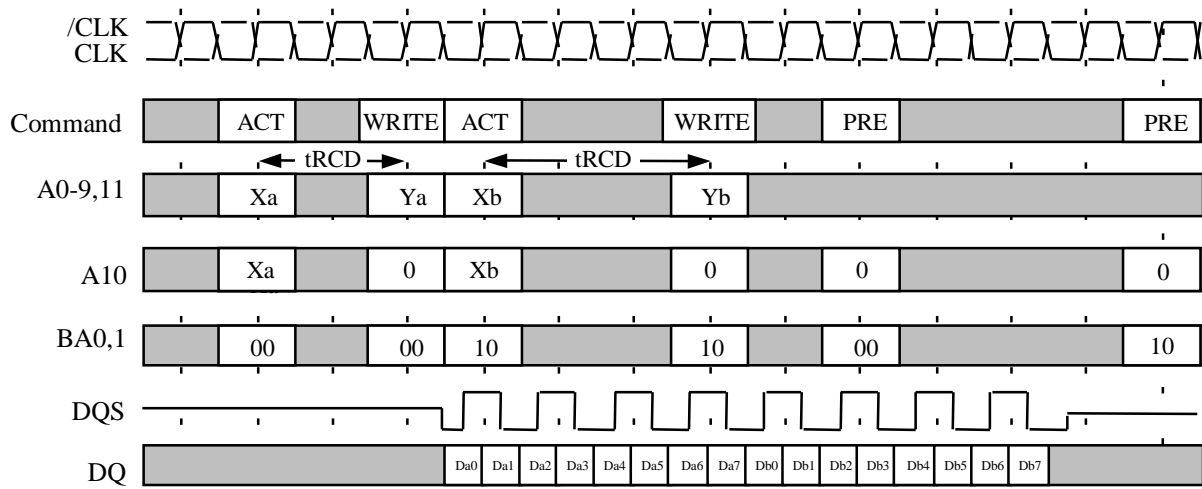 /CLK
CLK
Command ACT WRITE ACT WRITE PRE PRE
tRCD tRCD
A0-9,11 Xa Ya Xb Yb
A10 Xa 0 Xb 0 0 0
BA0,1 00 00 10 10 00 10
DQS
DQ Da0 Da1 Da2 Da3 Da4 Da5 Da6 Da7 Db0 Db1 Db2 Db3 Db4 Db5 Db6 Db7